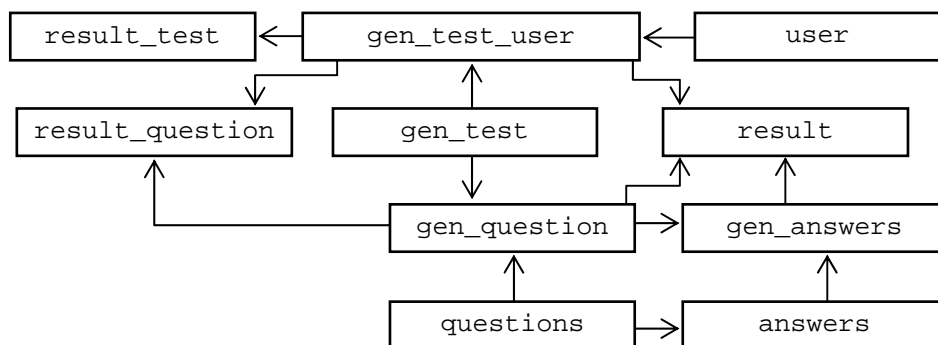 result_test
gen_test_user
user
result_question
gen_test
result
gen_question
gen_answers
questions
answers